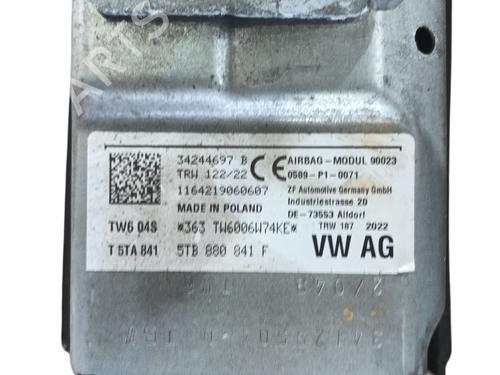 34244697 B
TRW 122/22
1164219060607
MADE IN POLAND
CE
AIRBAG-MODUL 90023
0589-P1-0071
ZF Automotive Germany GmbH
Industriestrasse 20
DE-73553 Alfdorf
TW6 04S
*363 TW6006W74KE*
TRW 187 2022
T 5TA 841
5TB 880 841 F
VW AG